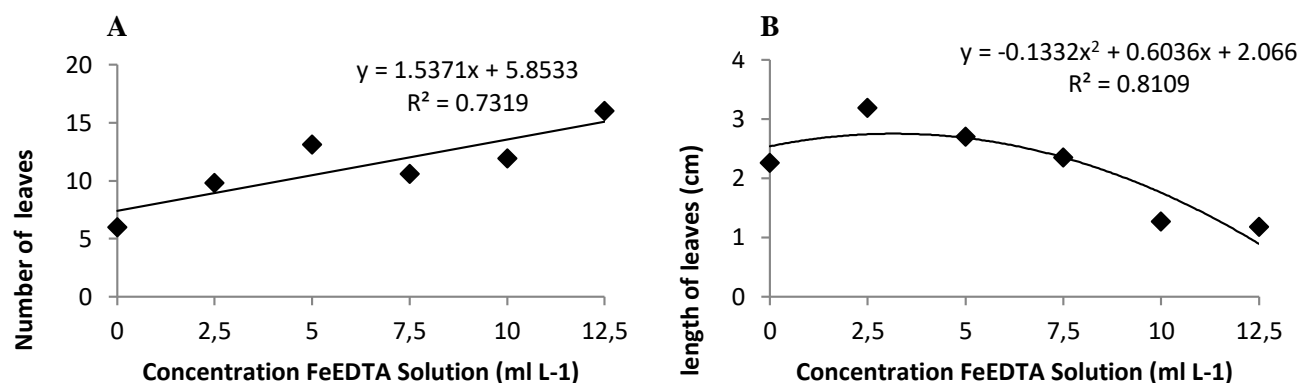 A
y = 1.5371x + 5.8533
R² = 0.7319
20
15
10
5
0
0 2,5 5 7,5 10 12,5
Number of leaves
Concentration FeEDTA Solution (ml L-1)
B
y = -0.1332x² + 0.6036x + 2.066
R² = 0.8109
4
3
2
1
0
0 2,5 5 7,5 10 12,5
length of leaves (cm)
Concentration FeEDTA Solution (ml L-1)